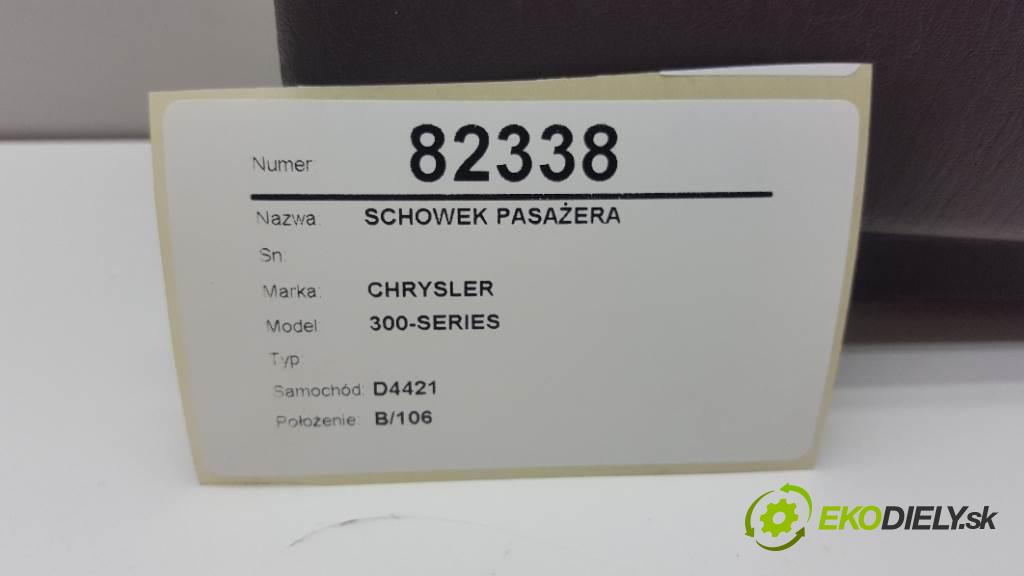 Numer: 82338
Nazwa: SCHOWEK PASAŻERA
Sn:
Marka: CHRYSLER
Model: 300-SERIES
Typ:
Samochód: D4421
Położenie: B/106
EKODIELY.sk